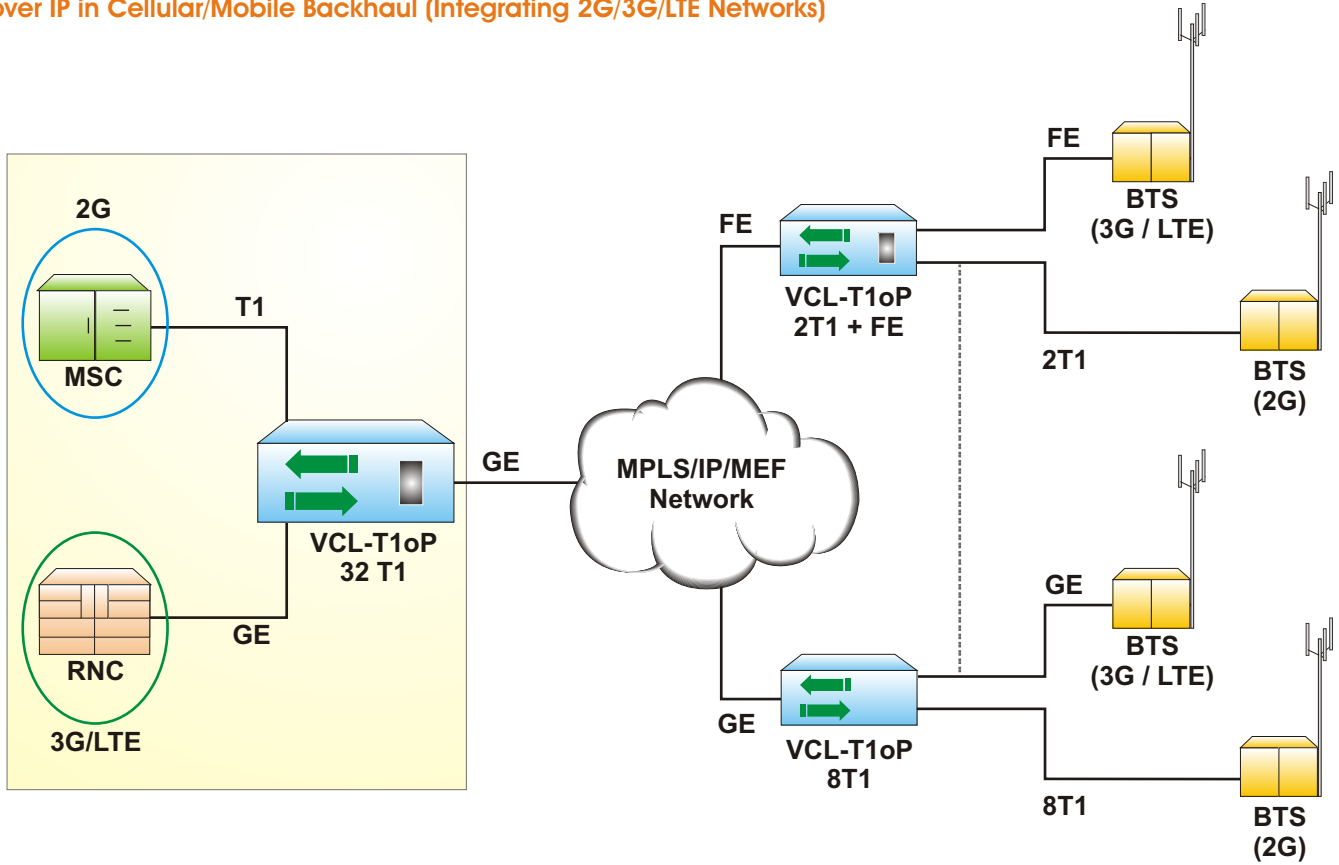 over IP in Cellular/Mobile Backhaul (Integrating 2G/3G/LTE Networks)
2G
MSC
T1
VCL-T1oP
32 T1
RNC
GE
3G/LTE
GE
MPLS/IP/MEF
Network
FE
VCL-T1oP
2T1 + FE
FE
BTS
(3G / LTE)
2T1
BTS
(2G)
GE
VCL-T1oP
8T1
GE
BTS
(3G / LTE)
8T1
BTS
(2G)